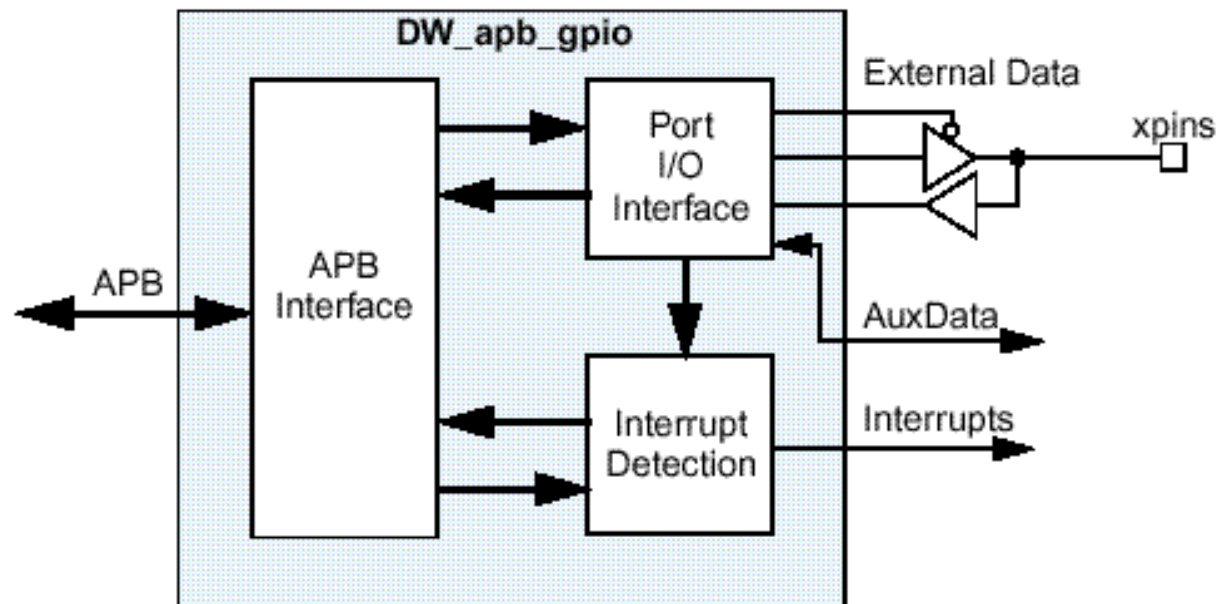 DW_apb_gpio
External Data
xpins
Port
I/O
Interface
APB
APB
Interface
AuxData
Interrupts
Interrupt
Detection